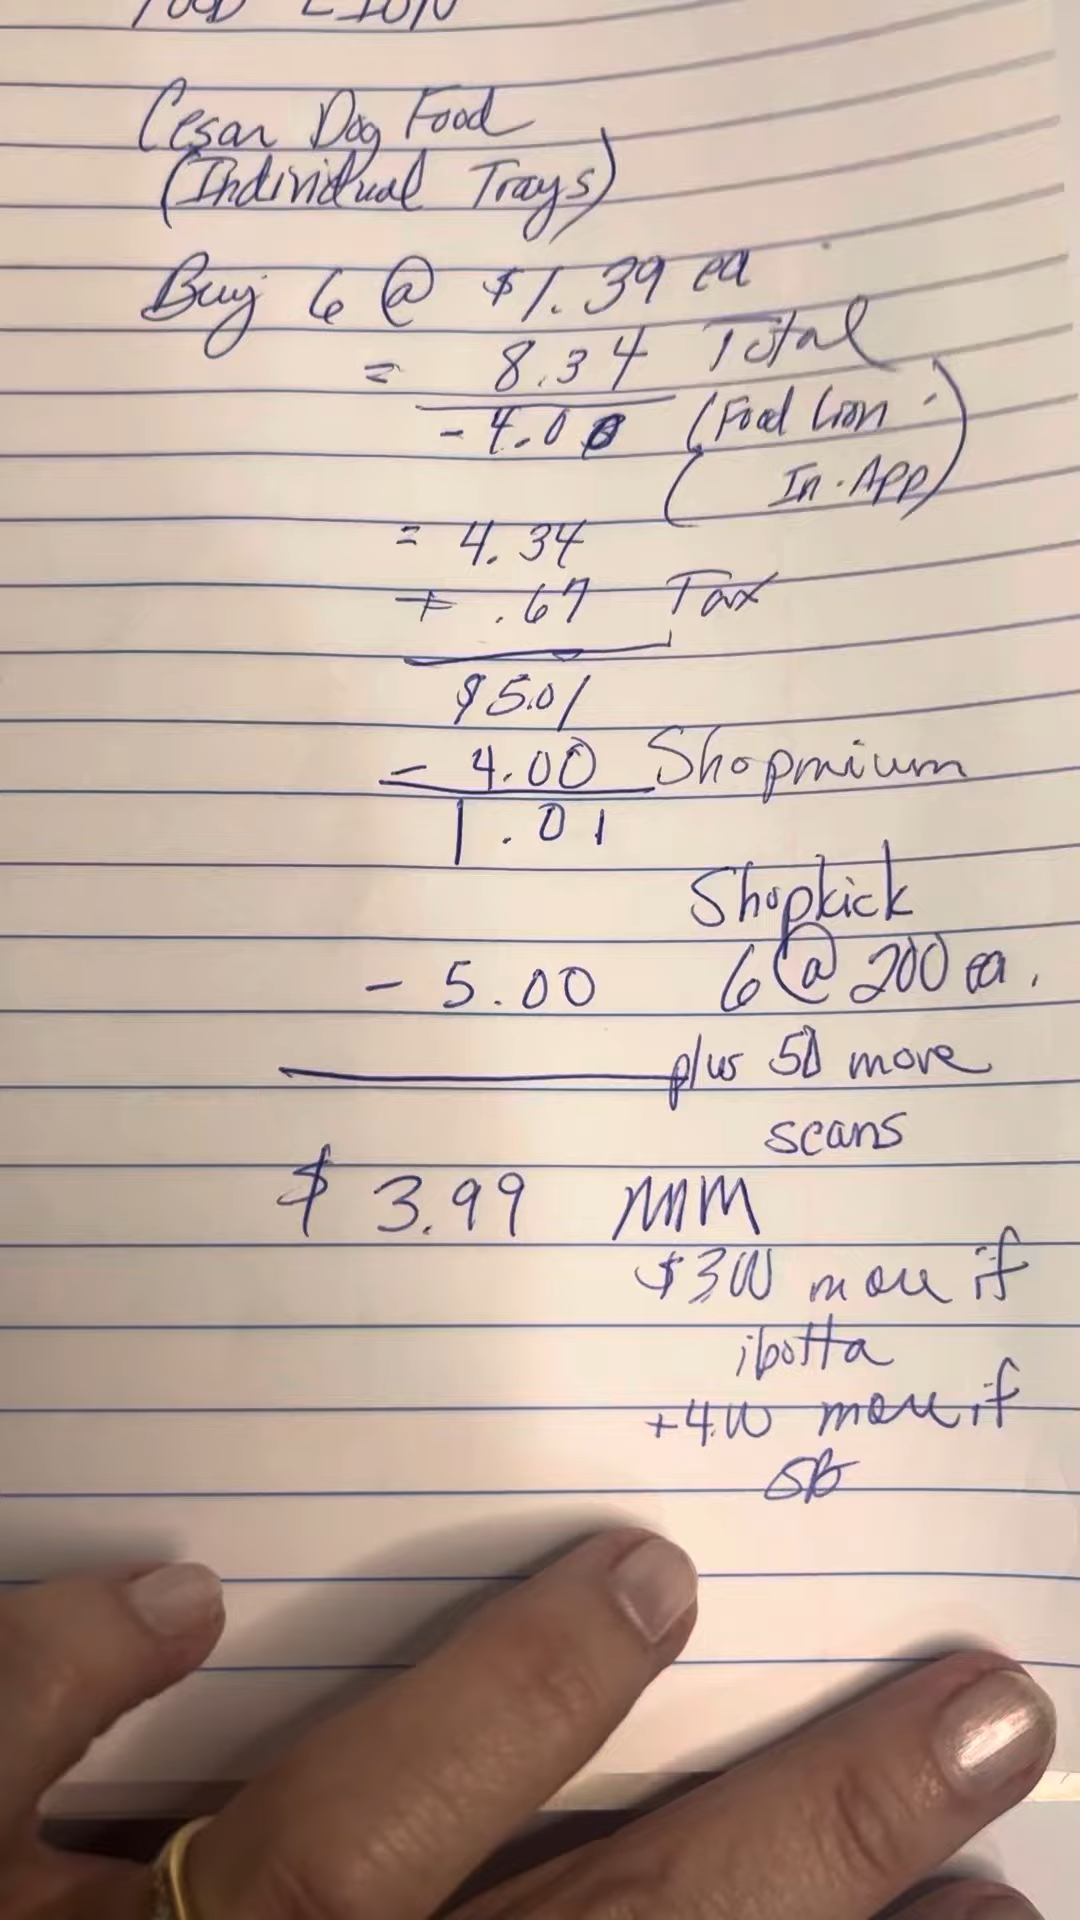 FOOD LION
Cesar Dog Food
(Individual Trays)
Buy 6 @ $1.39 ea
= 8.34 Total
- 4.00 (Food Lion
In-App)
= 4.34
+ .67 Tax
$5.01
- 4.00 Shopmium
1.01
Shopkick
- 5.00 6 @ 200 ea.
plus 50 more
scans
$ 3.99 MM
$3.00 more if
ibotta
+4.00 more if
SB